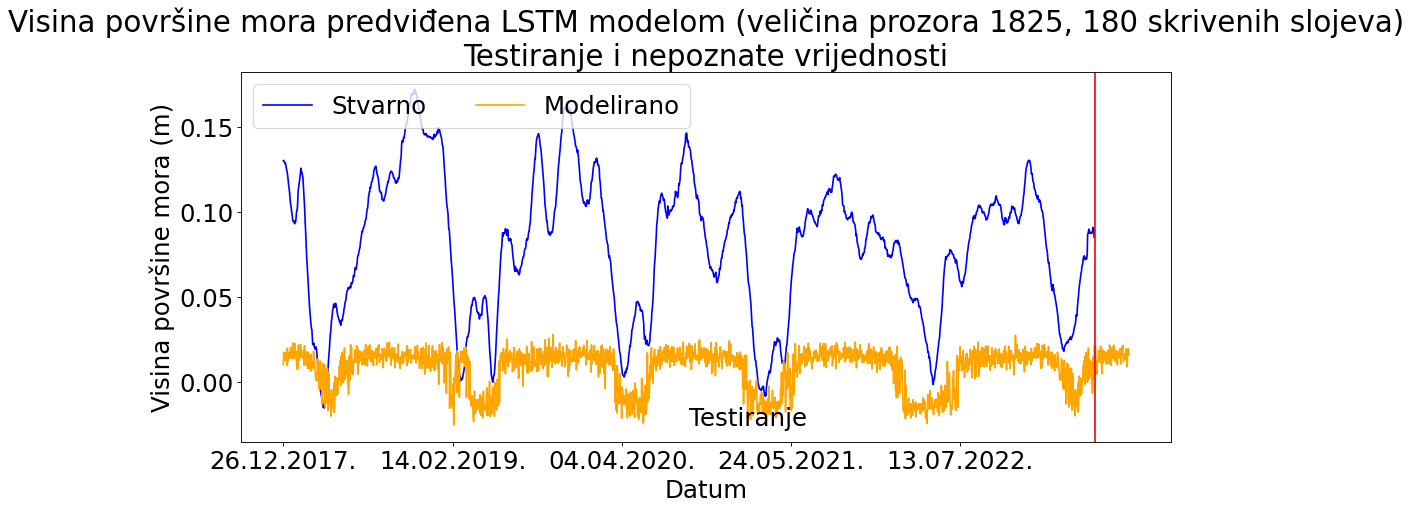 Visina površine mora predviđena LSTM modelom (veličina prozora 1825, 180 skrivenih slojeva)
Testiranje i nepoznate vrijednosti
Stvarno
Modelirano
Visina površine mora (m)
0.15
0.10
0.05
0.00
Testiranje
26.12.2017.
14.02.2019.
04.04.2020.
24.05.2021.
13.07.2022.
Datum